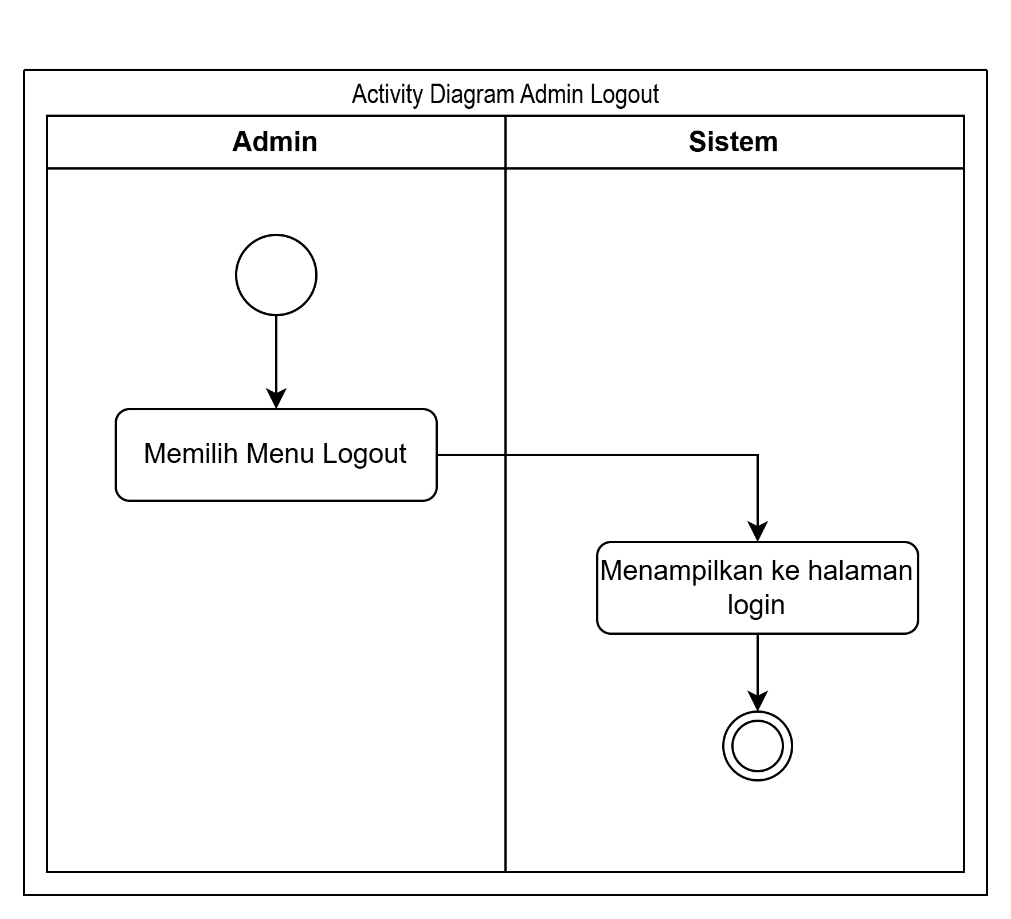 Activity Diagram Admin Logout
Admin
Sistem
Memilih Menu Logout
Menampilkan ke halaman
login